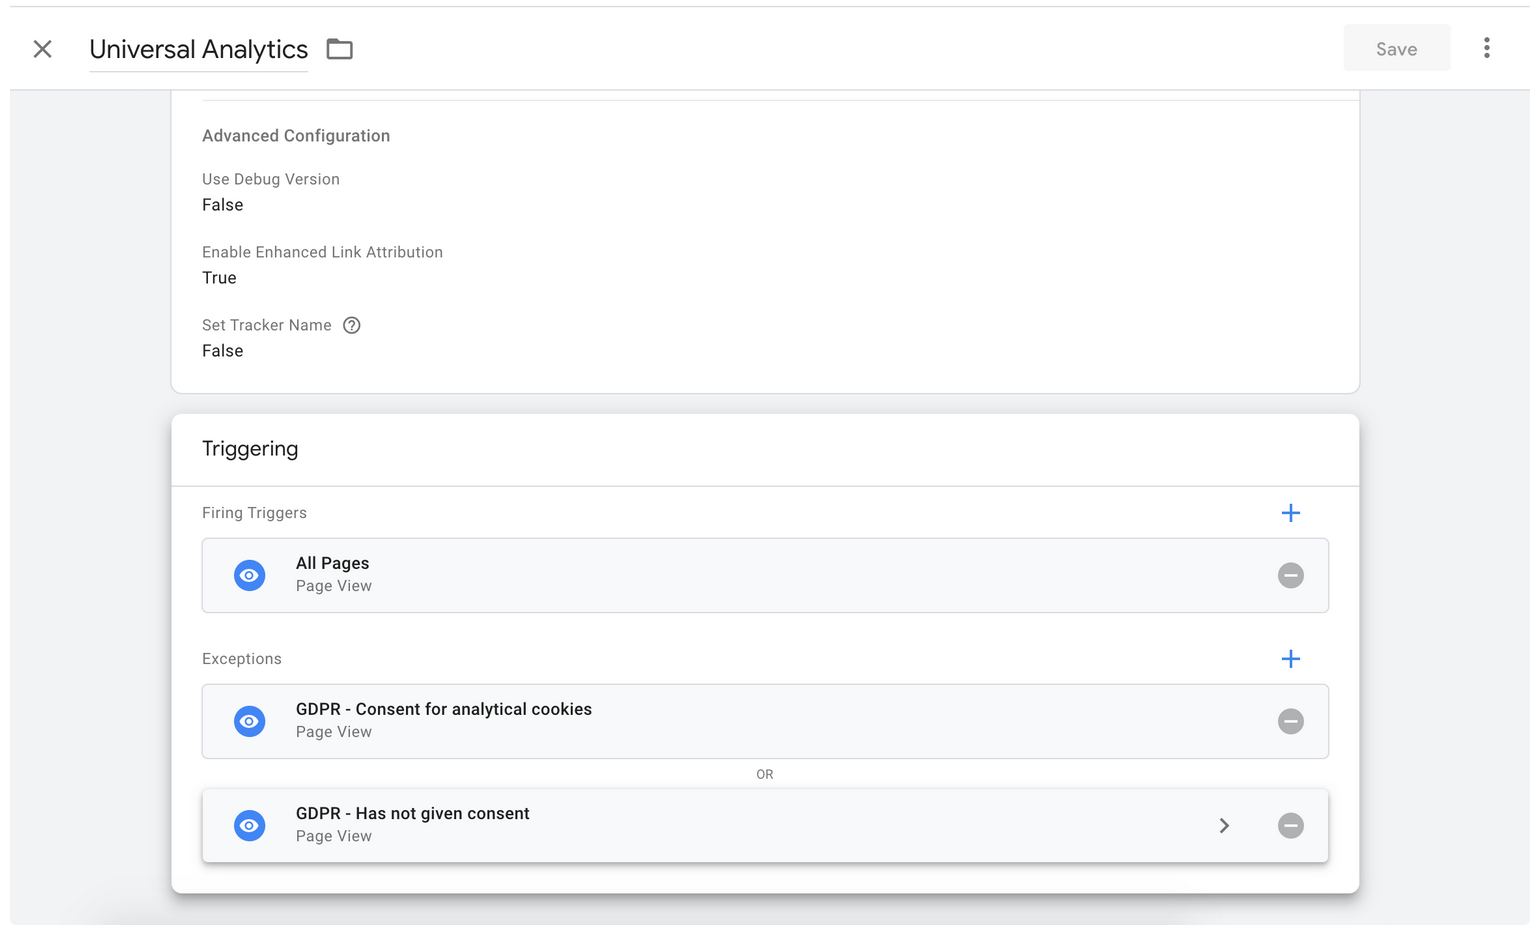 Universal Analytics
Save
Advanced Configuration
Use Debug Version
False
Enable Enhanced Link Attribution
True
Set Tracker Name
False
Triggering
Firing Triggers
All Pages
Page View
Exceptions
GDPR - Consent for analytical cookies
Page View
OR
GDPR - Has not given consent
Page View